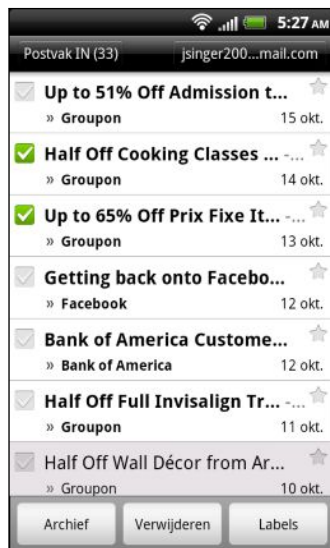 5:27 AM
Postvak IN (33) jsinger200...mail.com
Up to 51% Off Admission t...
» Groupon 15 okt.
Half Off Cooking Classes ... -...
» Groupon 14 okt.
Up to 65% Off Prix Fixe It... -...
» Groupon 13 okt.
Getting back onto Facebo...
» Facebook 12 okt.
Bank of America Custome...
» Bank of America 12 okt.
Half Off Full Invisalign Tr... -...
» Groupon 11 okt.
Half Off Wall Décor from Ar...
» Groupon 10 okt.
Archief Verwijderen Labels